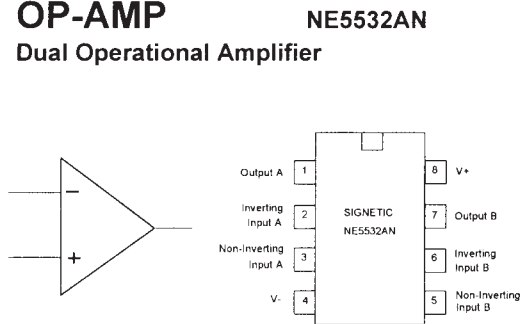 OP-AMP NE5532AN
Dual Operational Amplifier
−
+
Output A 1
Inverting
Input A 2
Non-Inverting
Input A 3
V- 4
SIGNETIC
NE5532AN
8 V+
7 Output B
6 Inverting
Input B
5 Non-Inverting
Input B